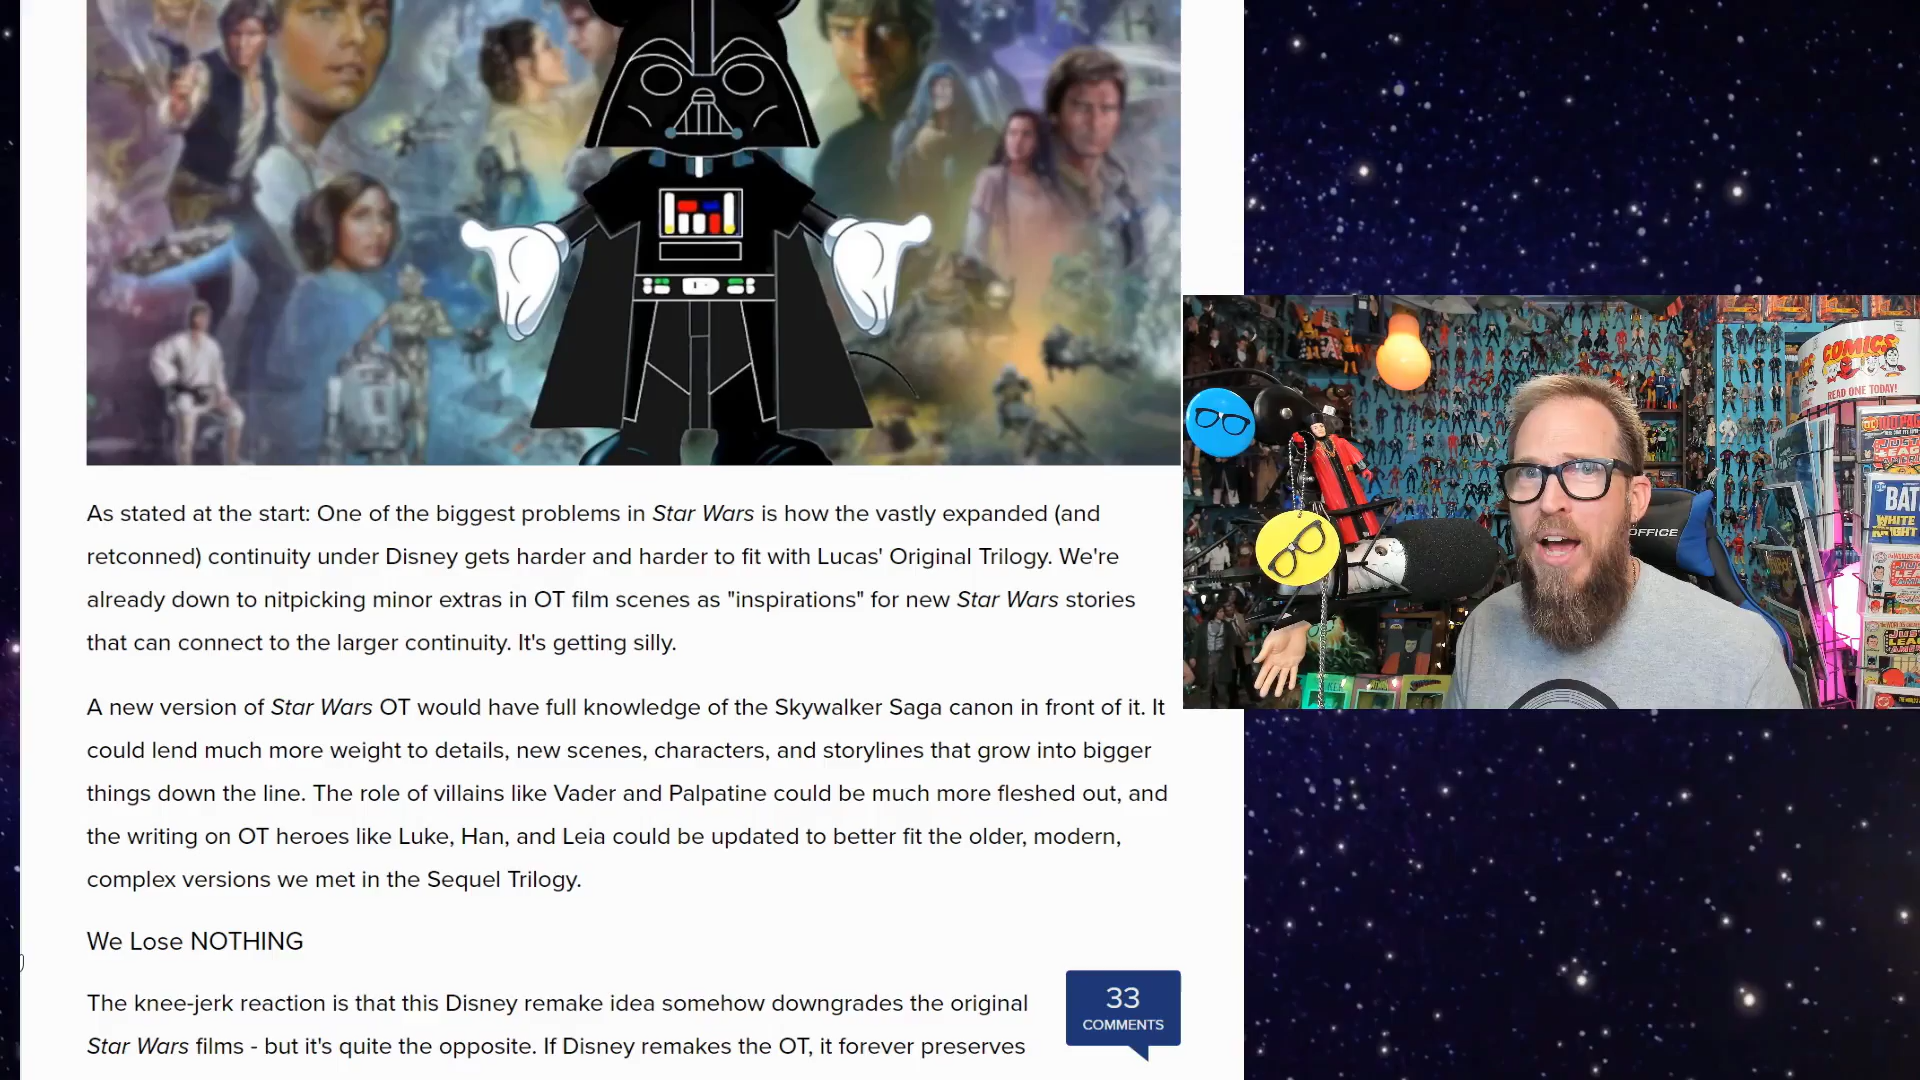 As stated at the start: One of the biggest problems in Star Wars is how the vastly expanded (and
retconned) continuity under Disney gets harder and harder to fit with Lucas' Original Trilogy. We're
already down to nitpicking minor extras in OT film scenes as "inspirations" for new Star Wars stories
that can connect to the larger continuity. It's getting silly.
A new version of Star Wars OT would have full knowledge of the Skywalker Saga canon in front of it. It
could lend much more weight to details, new scenes, characters, and storylines that grow into bigger
things down the line. The role of villains like Vader and Palpatine could be much more fleshed out, and
the writing on OT heroes like Luke, Han, and Leia could be updated to better fit the older, modern,
complex versions we met in the Sequel Trilogy.
We Lose NOTHING
The knee-jerk reaction is that this Disney remake idea somehow downgrades the original
Star Wars films - but it's quite the opposite. If Disney remakes the OT, it forever preserves
33
COMMENTS
COMICS
READ ONE TODAY!
OFFICE
BAT
WHITE
KNIGHT